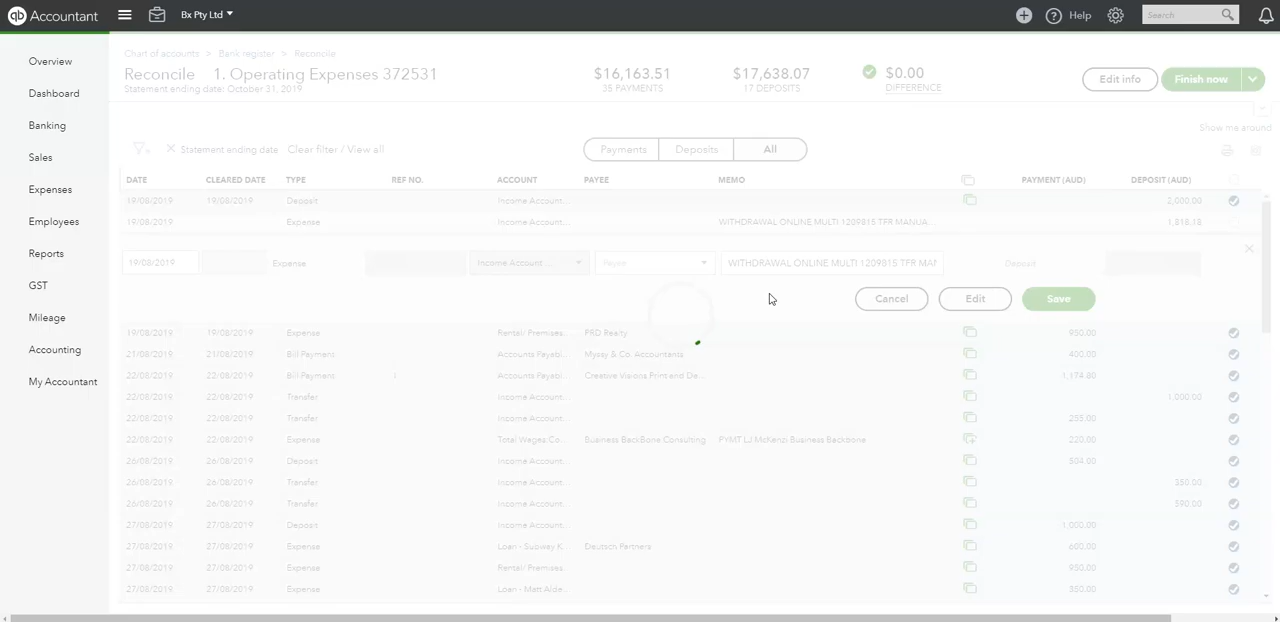 qb Accountant Bx Pty Ltd Help Search
Overview
Dashboard
Banking
Sales
Expenses
Employees
Reports
GST
Mileage
Accounting
My Accountant
Chart of accounts > Bank register > Reconcile
Reconcile 1. Operating Expenses 372531
Statement ending date: October 31, 2019
$16,163.51
35 PAYMENTS
$17,638.07
17 DEPOSITS
$0.00
DIFFERENCE
Edit info Finish now
Show me around
Statement ending date Clear filter / View all
Payments Deposits All
DATE CLEARED DATE TYPE REF NO. ACCOUNT PAYEE MEMO PAYMENT (AUD) DEPOSIT (AUD)
19/08/2019 19/08/2019 Deposit Income Account... 2,000.00
19/08/2019 Expense Income Account... WITHDRAWAL ONLINE MULTI 1209815 TFR MANUA... 1,818.18
19/08/2019 Expense Income Account ... Payee WITHDRAWAL ONLINE MULTI 1209815 TFR MAN Deposit
Cancel Edit Save
19/08/2019 19/08/2019 Expense Rental/ Premises... PRD Realty 950.00
21/08/2019 21/08/2019 Bill Payment Accounts Payabl... Myssy & Co. Accountants 400.00
22/08/2019 22/08/2019 Bill Payment 1 Accounts Payabl... Creative Visions Print and De...
22/08/2019 22/08/2019 Transfer Income Account... 1,000.00
22/08/2019 22/08/2019 Transfer Income Account... 255.00
22/08/2019 22/08/2019 Expense Total Wages:Co... Business BackBone Consulting PYMT LJ McKenzi Business Backbone 220.00
26/08/2019 26/08/2019 Deposit Income Account... 504.00
26/08/2019 26/08/2019 Transfer Income Account... 350.00
26/08/2019 26/08/2019 Transfer Income Account... 590.00
27/08/2019 27/08/2019 Deposit Income Account... 1,000.00
27/08/2019 27/08/2019 Expense Loan - Subway K... Deutsch Partners 600.00
27/08/2019 27/08/2019 Expense Rental/ Premises... 950.00
27/08/2019 27/08/2019 Expense Loan - Matt Alde... 350.00